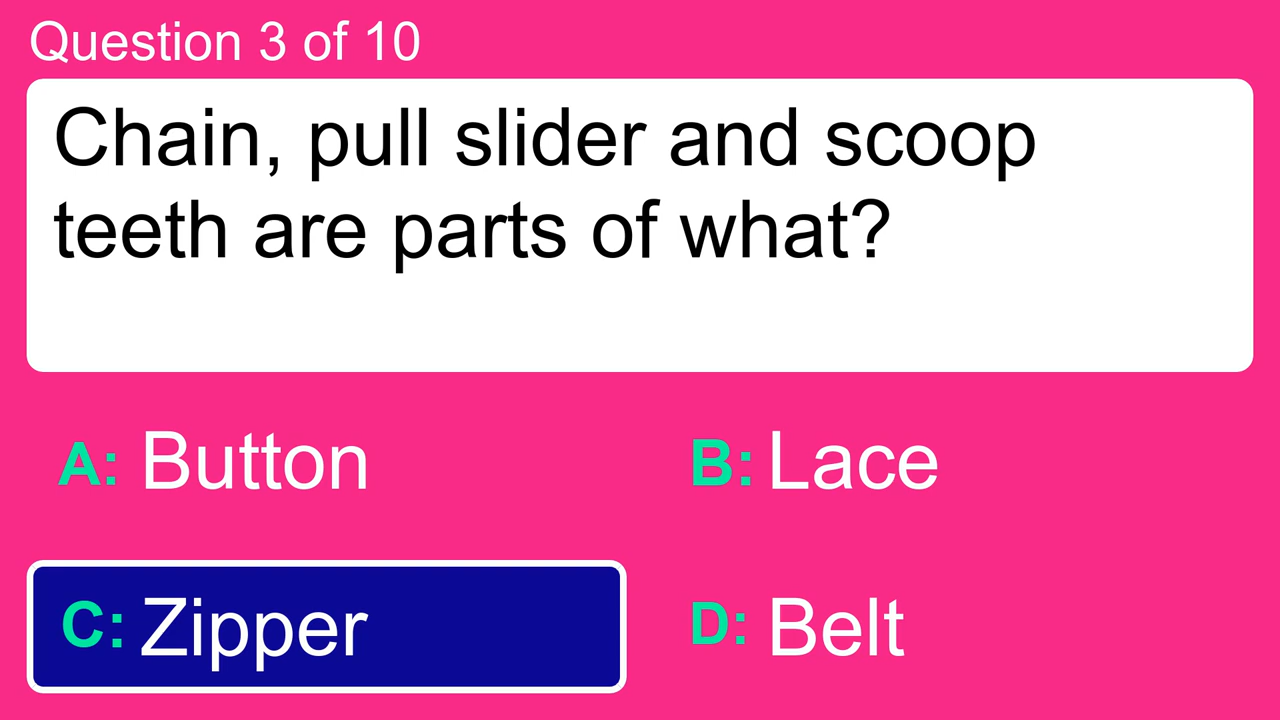 Question 3 of 10
Chain, pull slider and scoop
teeth are parts of what?
A: Button
B: Lace
C: Zipper
D: Belt